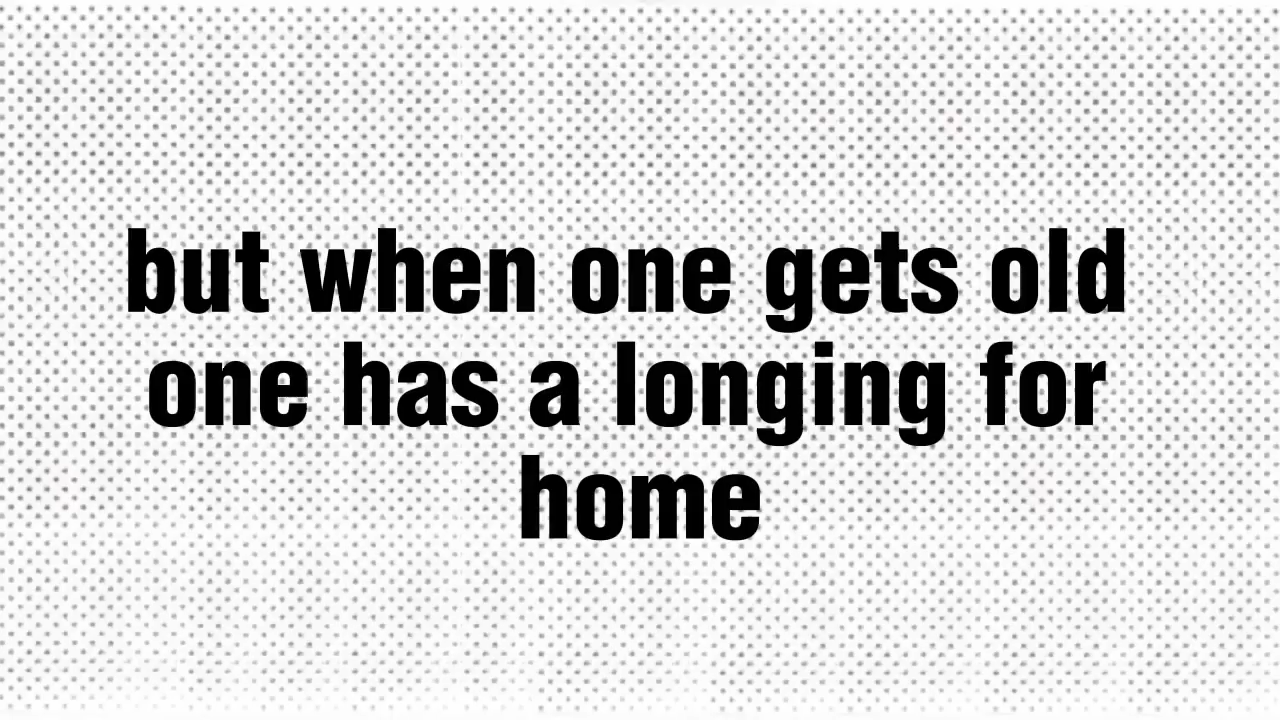 but when one gets old
one has a longing for
home